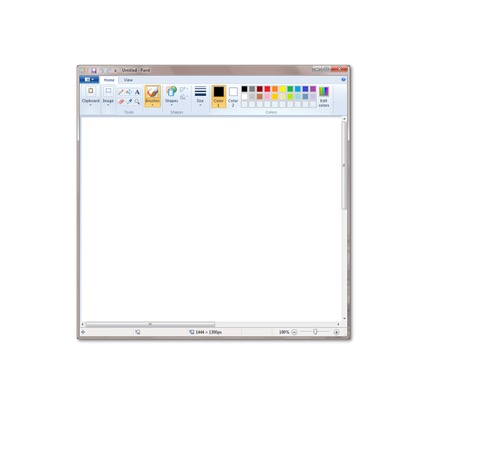 Untitled - Paint
Home View
Clipboard Image Brushes Shapes Size Color 1 Color 2 Edit colors
Tools Shapes Colors
1444 × 1300px 100%